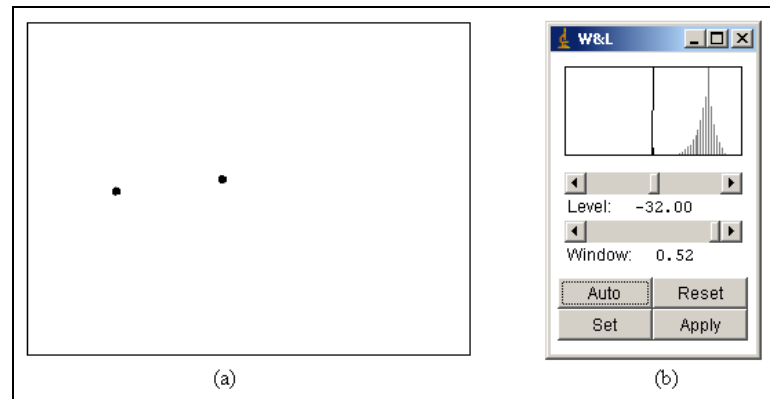 W&L
Level: -32.00
Window: 0.52
Auto Reset
Set Apply
(a) (b)